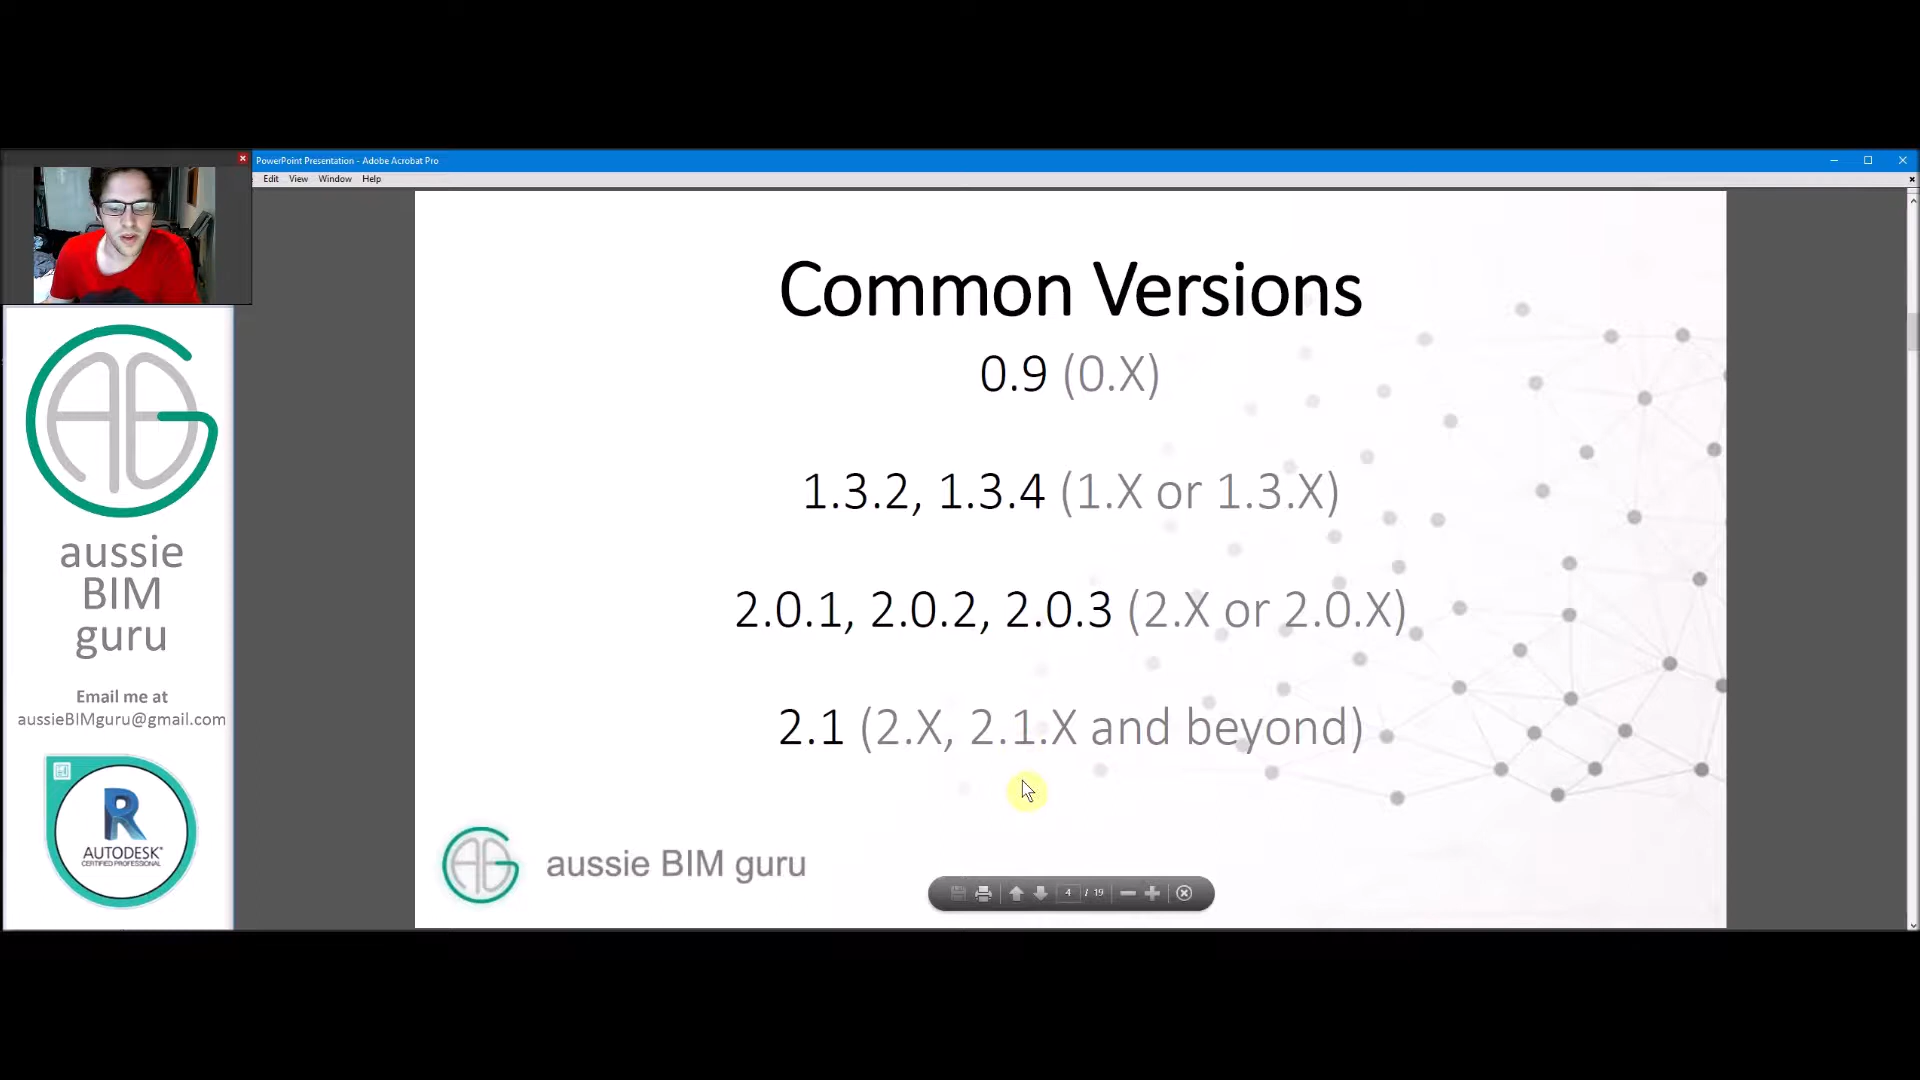 PowerPoint Presentation - Adobe Acrobat Pro
Edit View Window Help
Common Versions
0.9 (0.X)
1.3.2, 1.3.4 (1.X or 1.3.X)
2.0.1, 2.0.2, 2.0.3 (2.X or 2.0.X)
2.1 (2.X, 2.1.X and beyond)
aussie BIM guru
4 / 19
aussie
BIM
guru
Email me at
aussieBIMguru@gmail.com
R
AUTODESK
CERTIFIED PROFESSIONAL